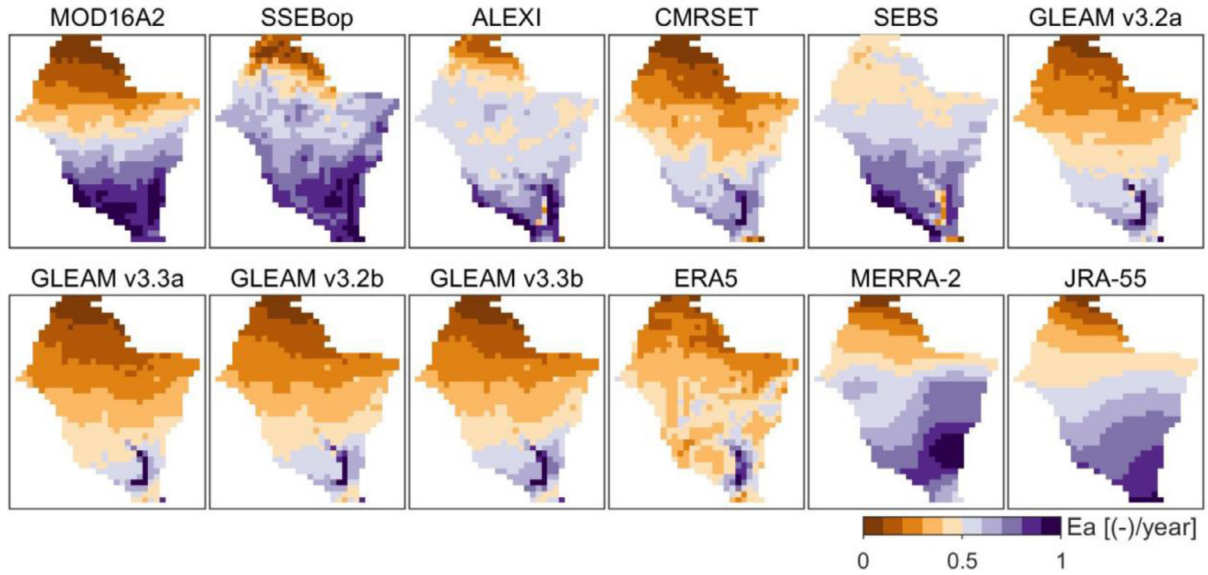 MOD16A2 SSEBop ALEXI CMRSET SEBS GLEAM v3.2a
GLEAM v3.3a GLEAM v3.2b GLEAM v3.3b ERA5 MERRA-2 JRA-55
Ea [(-)/year]
0 0.5 1